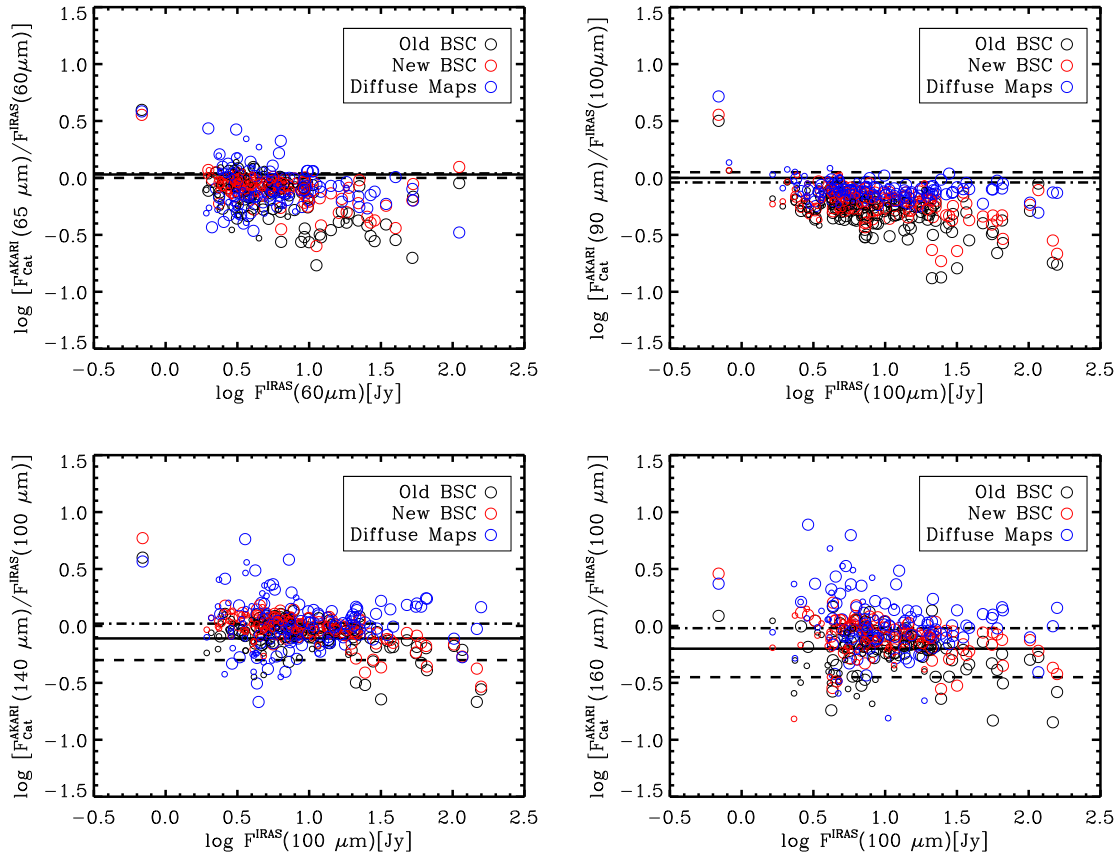 log [F^AKARI_Cat (65 μm)/F^IRAS(60μm)]
1.5
1.0
0.5
0.0
−0.5
−1.0
−1.5
Old BSC
New BSC
Diffuse Maps
−0.5 0.0 0.5 1.0 1.5 2.0 2.5
log F^IRAS(60μm)[Jy]
log [F^AKARI_Cat (90 μm)/F^IRAS(100μm)]
1.5
1.0
0.5
0.0
−0.5
−1.0
−1.5
Old BSC
New BSC
Diffuse Maps
−0.5 0.0 0.5 1.0 1.5 2.0 2.5
log F^IRAS(100μm)[Jy]
log [F^AKARI_Cat (140 μm)/F^IRAS(100 μm)]
1.5
1.0
0.5
0.0
−0.5
−1.0
−1.5
Old BSC
New BSC
Diffuse Maps
−0.5 0.0 0.5 1.0 1.5 2.0 2.5
log F^IRAS(100 μm)[Jy]
log [F^AKARI_Cat (160 μm)/F^IRAS(100 μm)]
1.5
1.0
0.5
0.0
−0.5
−1.0
−1.5
Old BSC
New BSC
Diffuse Maps
−0.5 0.0 0.5 1.0 1.5 2.0 2.5
log F^IRAS(100 μm)[Jy]